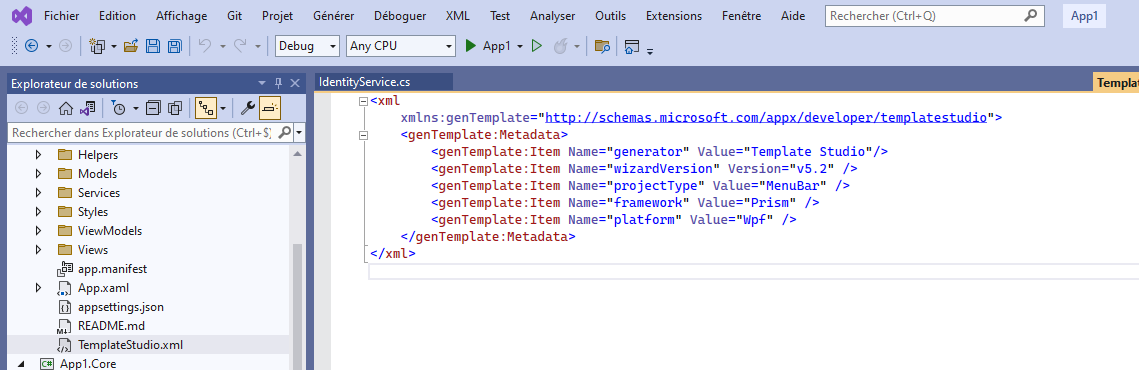 Fichier Edition Affichage Git Projet Générer Déboguer XML Test Analyser Outils Extensions Fenêtre Aide Rechercher (Ctrl+Q) App1
Debug Any CPU App1
Explorateur de solutions
Rechercher dans Explorateur de solutions (Ctrl+$)
Helpers
Models
Services
Styles
ViewModels
Views
app.manifest
App.xaml
appsettings.json
README.md
TemplateStudio.xml
C# App1.Core
IdentityService.cs
<xml
xmlns:genTemplate="http://schemas.microsoft.com/appx/developer/templatestudio">
<genTemplate:Metadata>
<genTemplate:Item Name="generator" Value="Template Studio"/>
<genTemplate:Item Name="wizardVersion" Version="v5.2" />
<genTemplate:Item Name="projectType" Value="MenuBar" />
<genTemplate:Item Name="framework" Value="Prism" />
<genTemplate:Item Name="platform" Value="Wpf" />
</genTemplate:Metadata>
</xml>